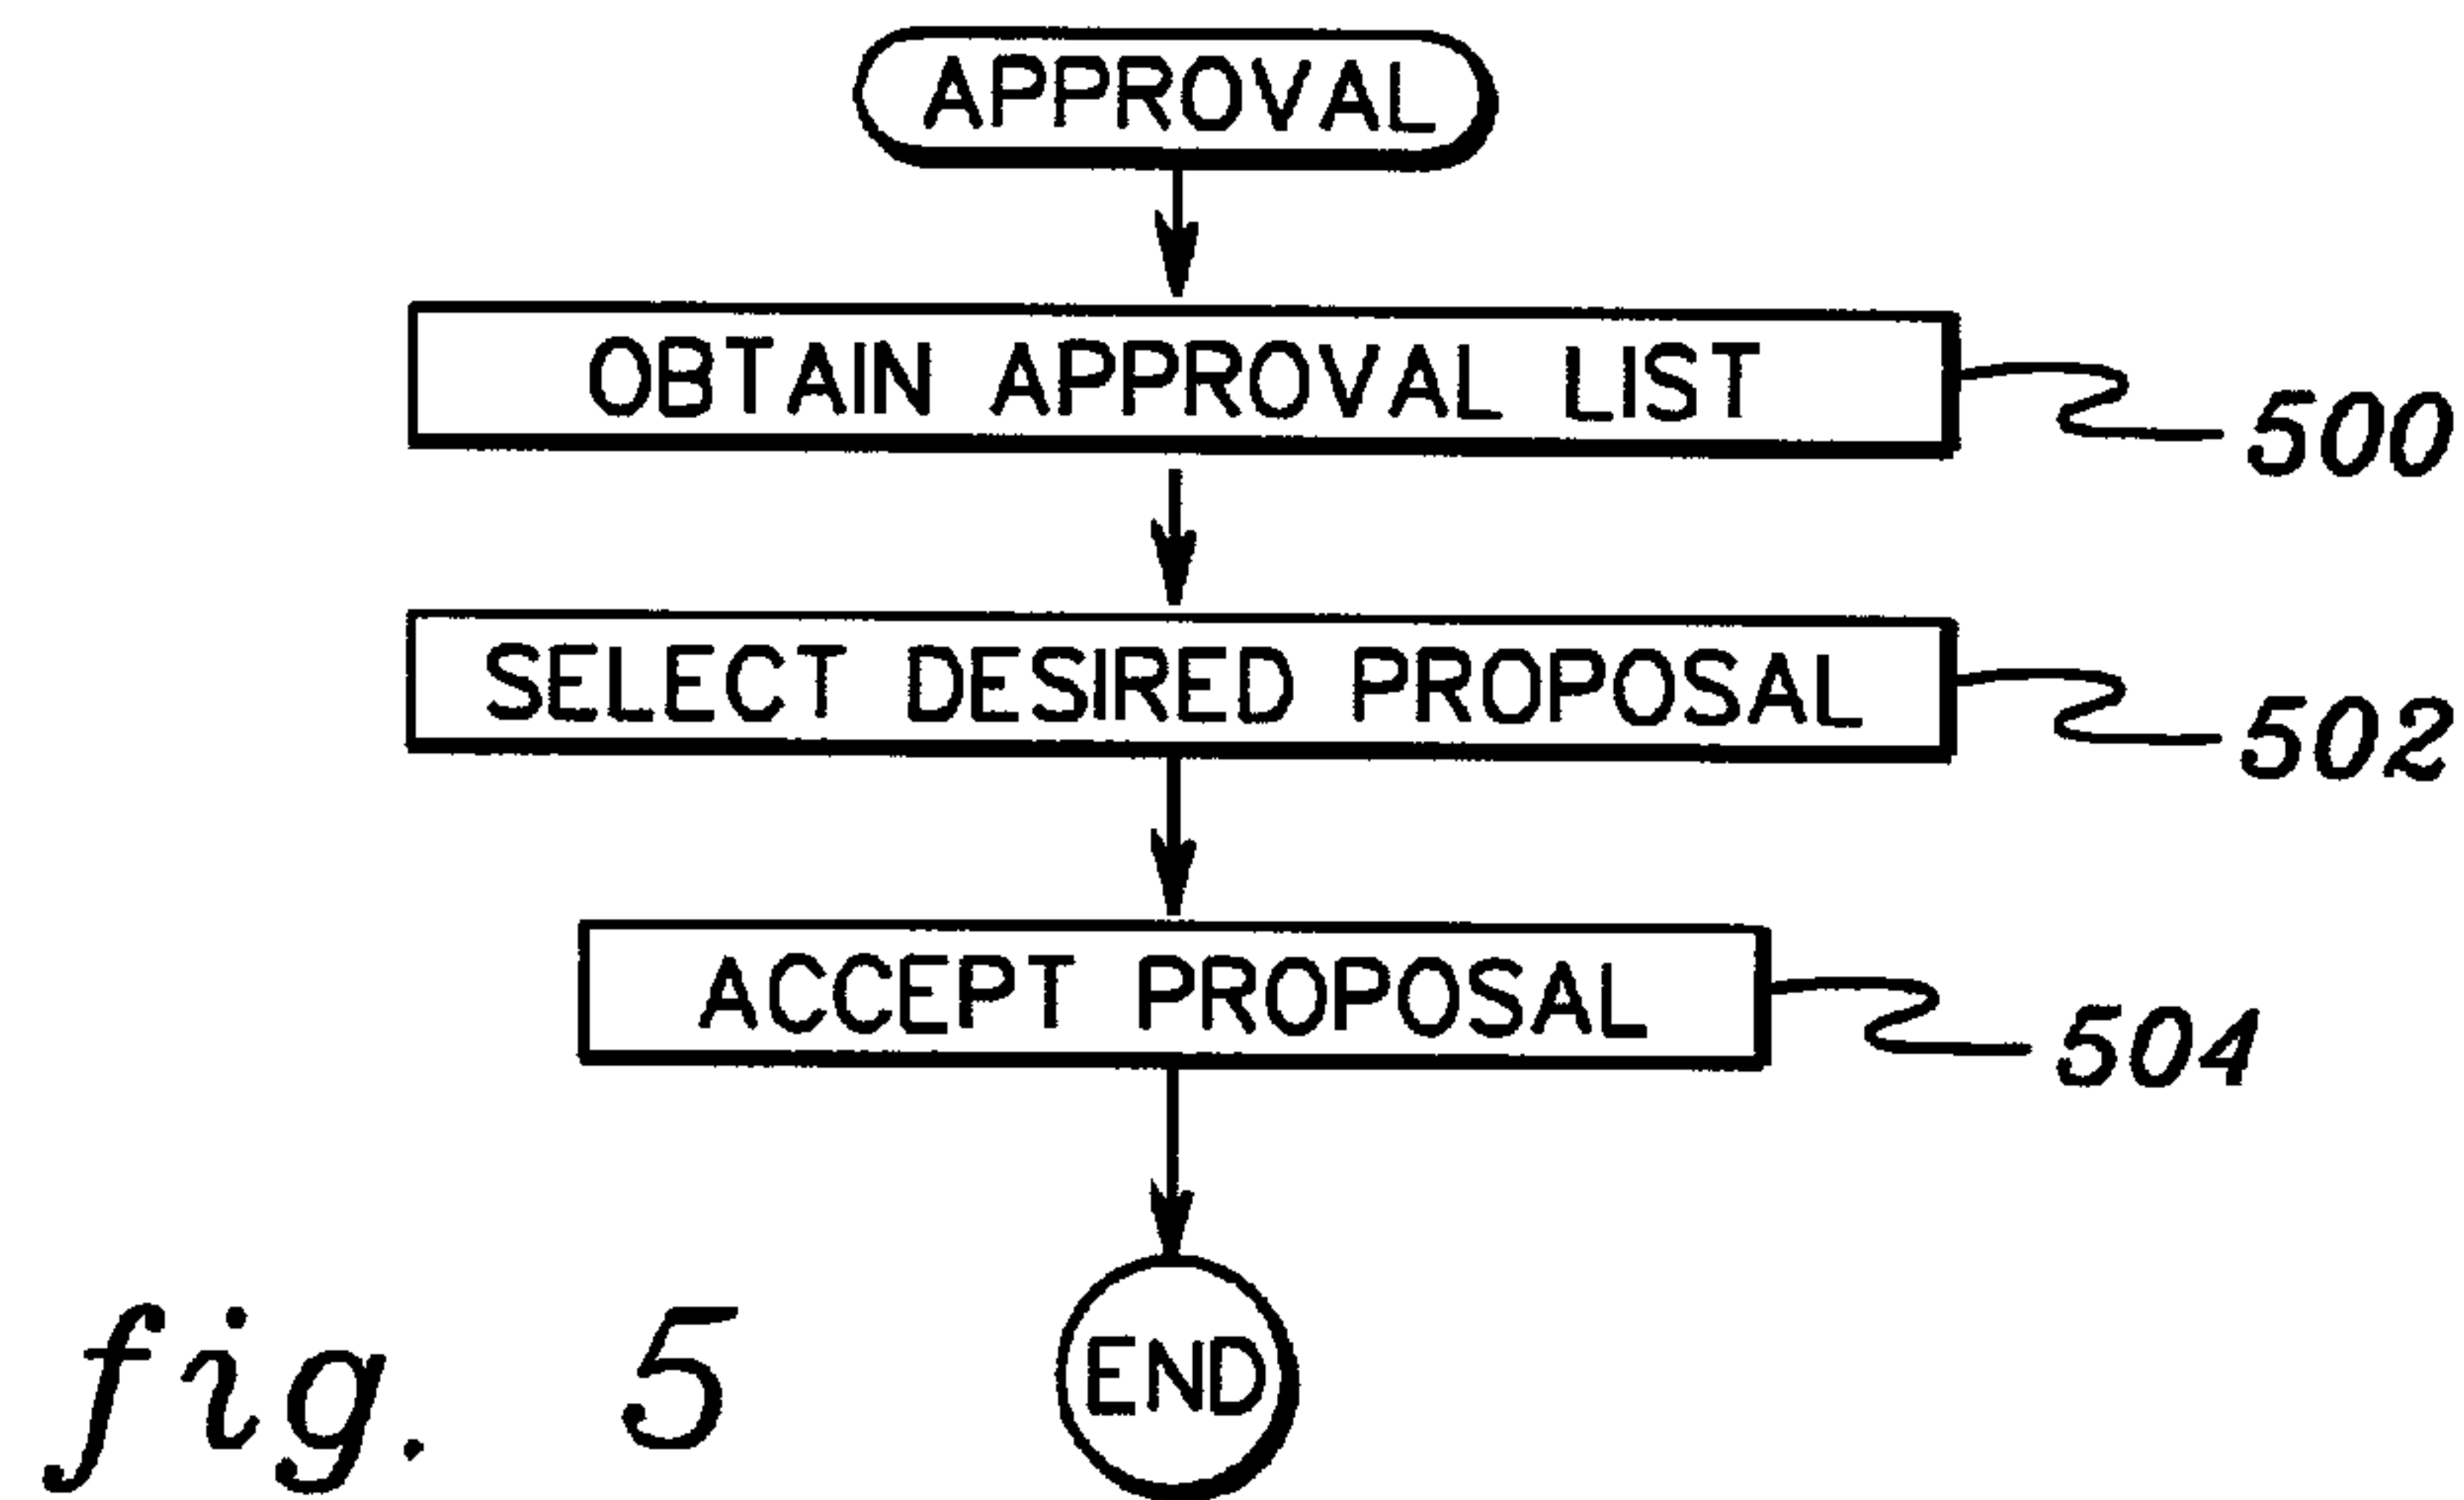 APPROVAL
OBTAIN APPROVAL LIST
500
SELECT DESIRED PROPOSAL
502
ACCEPT PROPOSAL
504
END
fig. 5